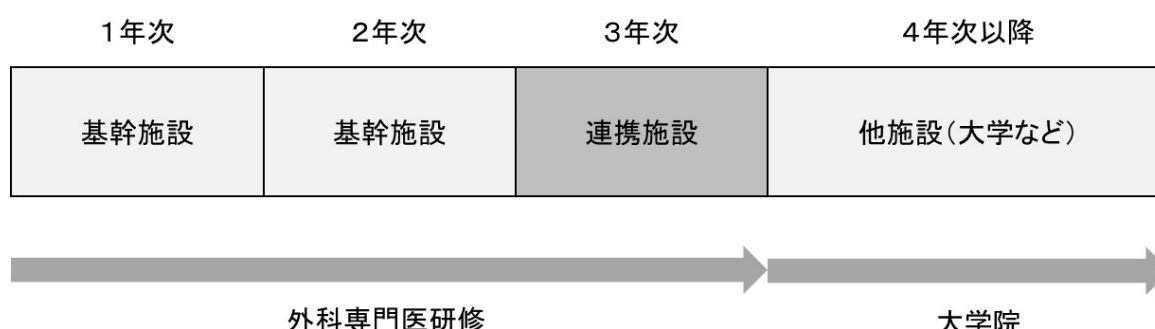 １年次 ２年次 ３年次 ４年次以降
基幹施設 基幹施設 連携施設 他施設（大学など）
外科専門医研修 大学院